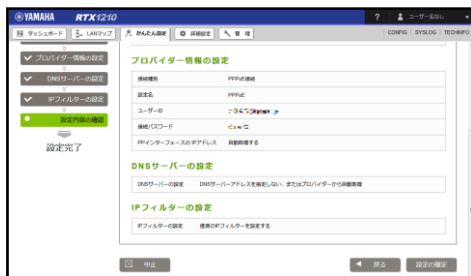 YAMAHA RTX1210 ? ユーザー名なし
ダッシュボード LANマップ かんたん設定 詳細設定 管理 CONFIG SYSLOG TECHINFO
プロバイダー情報の設定
DNSサーバーの設定
IPフィルターの設定
設定内容の確認
設定完了
プロバイダー情報の設定
接続種別 PPPoE接続
設定名 PPPoE
ユーザーID
接続パスワード
PPインターフェースのIPアドレス 自動取得する
DNSサーバーの設定
DNSサーバーの設定 DNSサーバーアドレスを指定しない、またはプロバイダーから自動取得
IPフィルターの設定
IPフィルターの設定 推奨のIPフィルターを設定する
中止 戻る 設定の確定